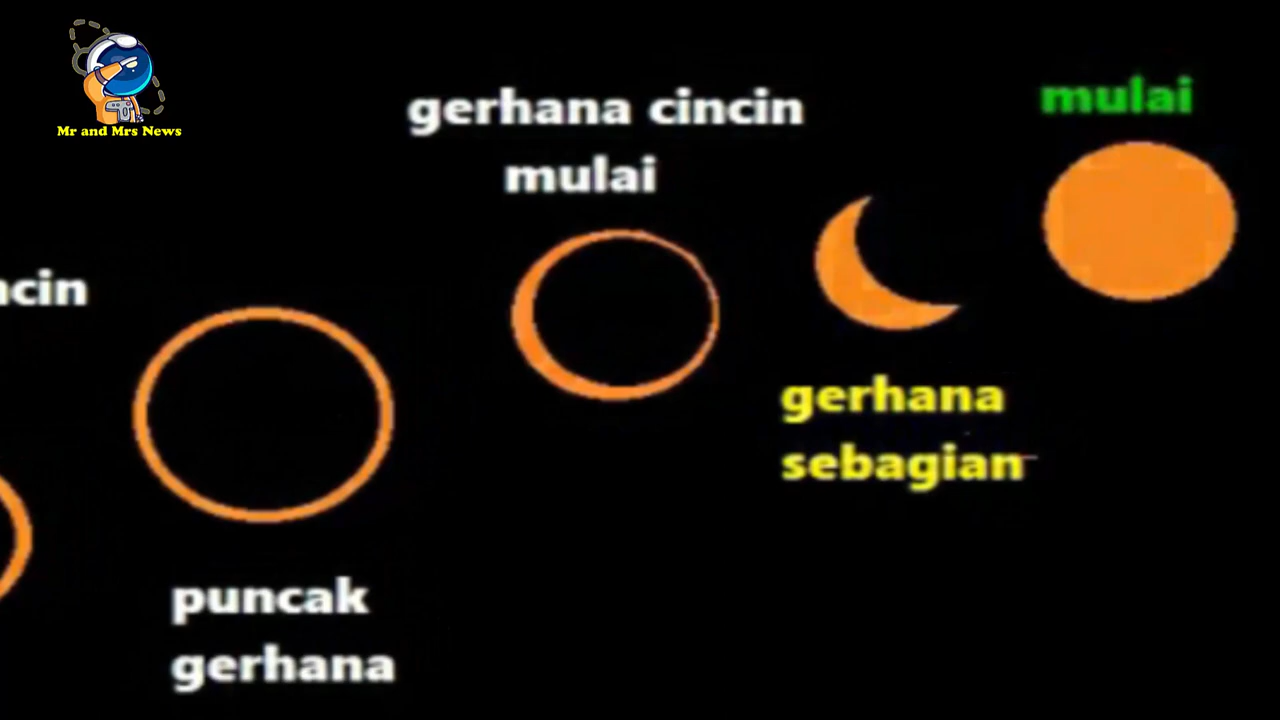 Mr and Mrs News
gerhana cincin
mulai
mulai
gerhana
sebagian
puncak
gerhana